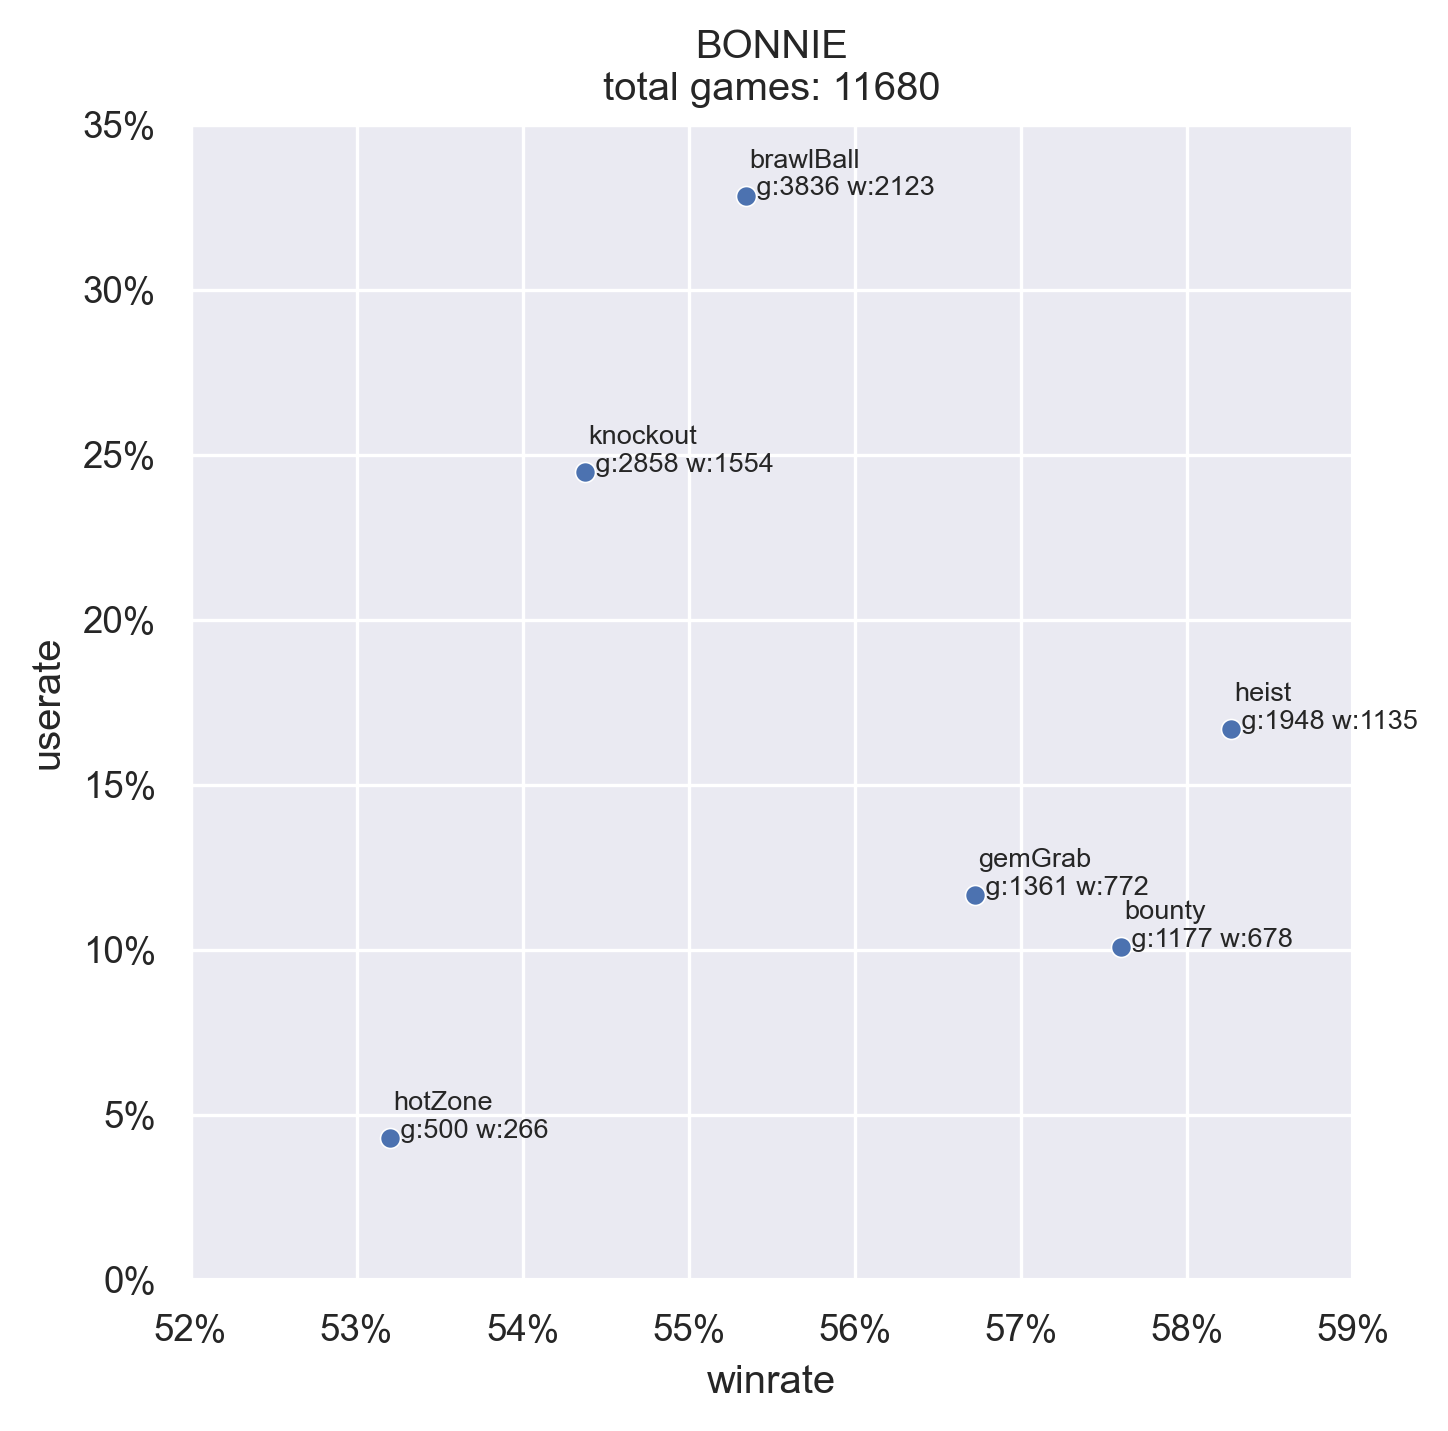 BONNIE
total games: 11680
35%
30%
25%
20%
15%
10%
5%
0%
userate
brawlBall
g:3836 w:2123
knockout
g:2858 w:1554
heist
g:1948 w:1135
gemGrab
g:1361 w:772
bounty
g:1177 w:678
hotZone
g:500 w:266
52% 53% 54% 55% 56% 57% 58% 59%
winrate